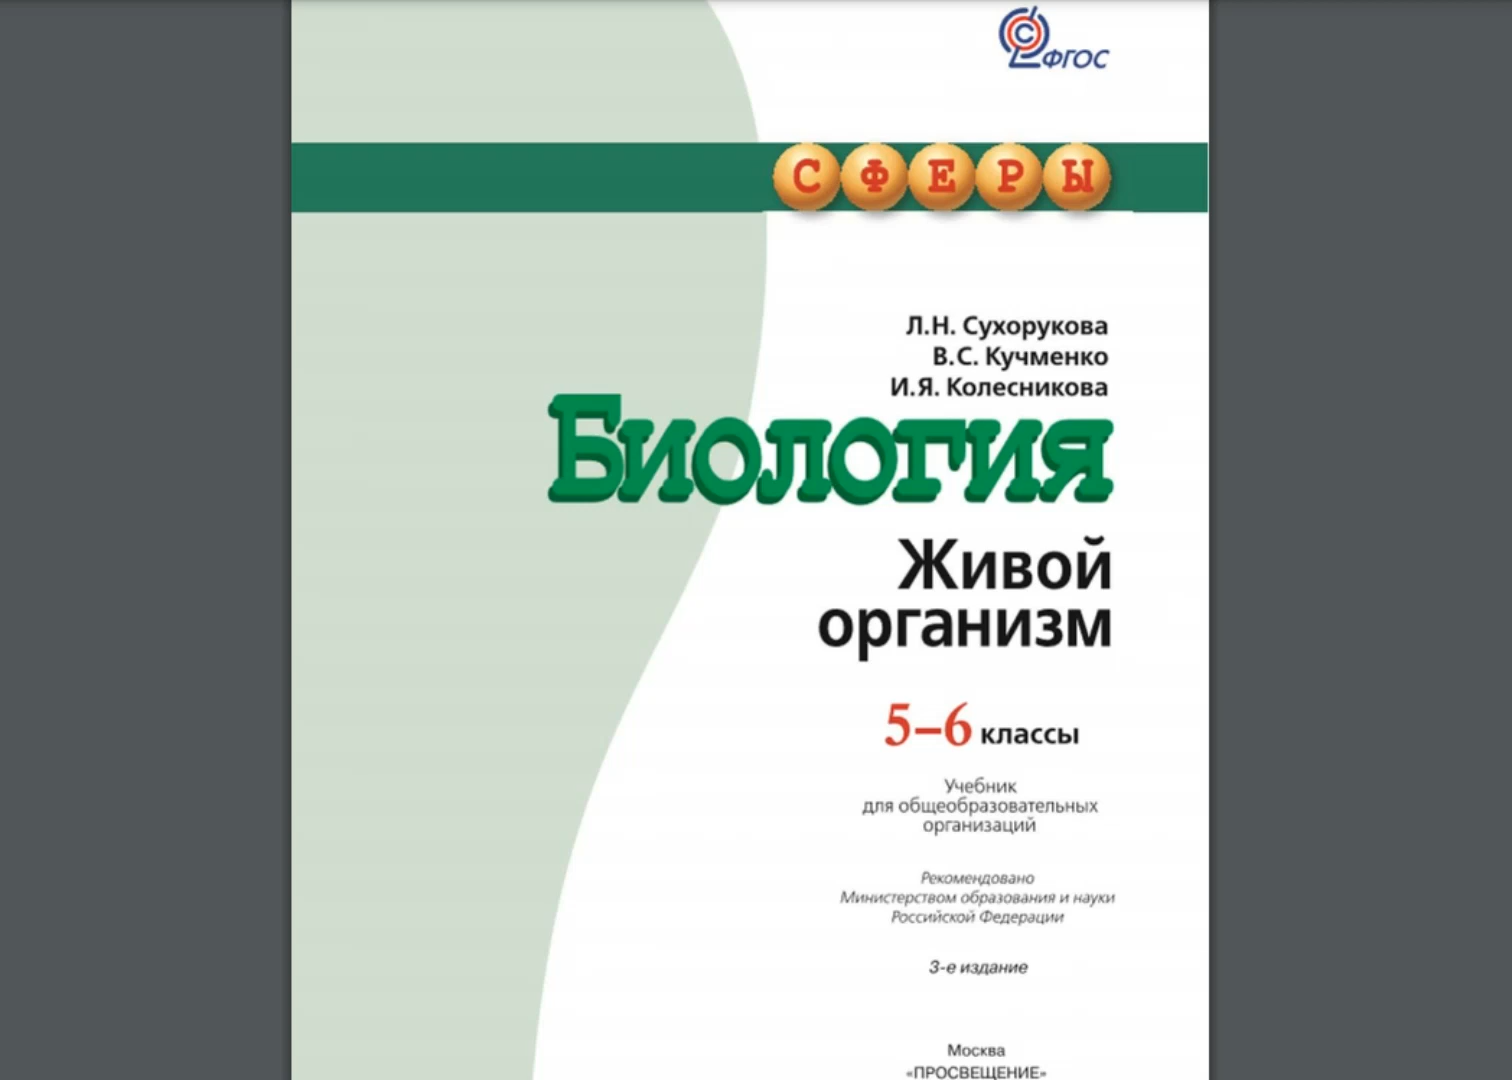 ФГОС
СФЕРЫ
Л.Н. Сухорукова
В.С. Кучменко
И.Я. Колесникова
Биология
Живой
организм
5–6 классы
Учебник
для общеобразовательных
организаций
Рекомендовано
Министерством образования и науки
Российской Федерации
3-е издание
Москва
«ПРОСВЕЩЕНИЕ»